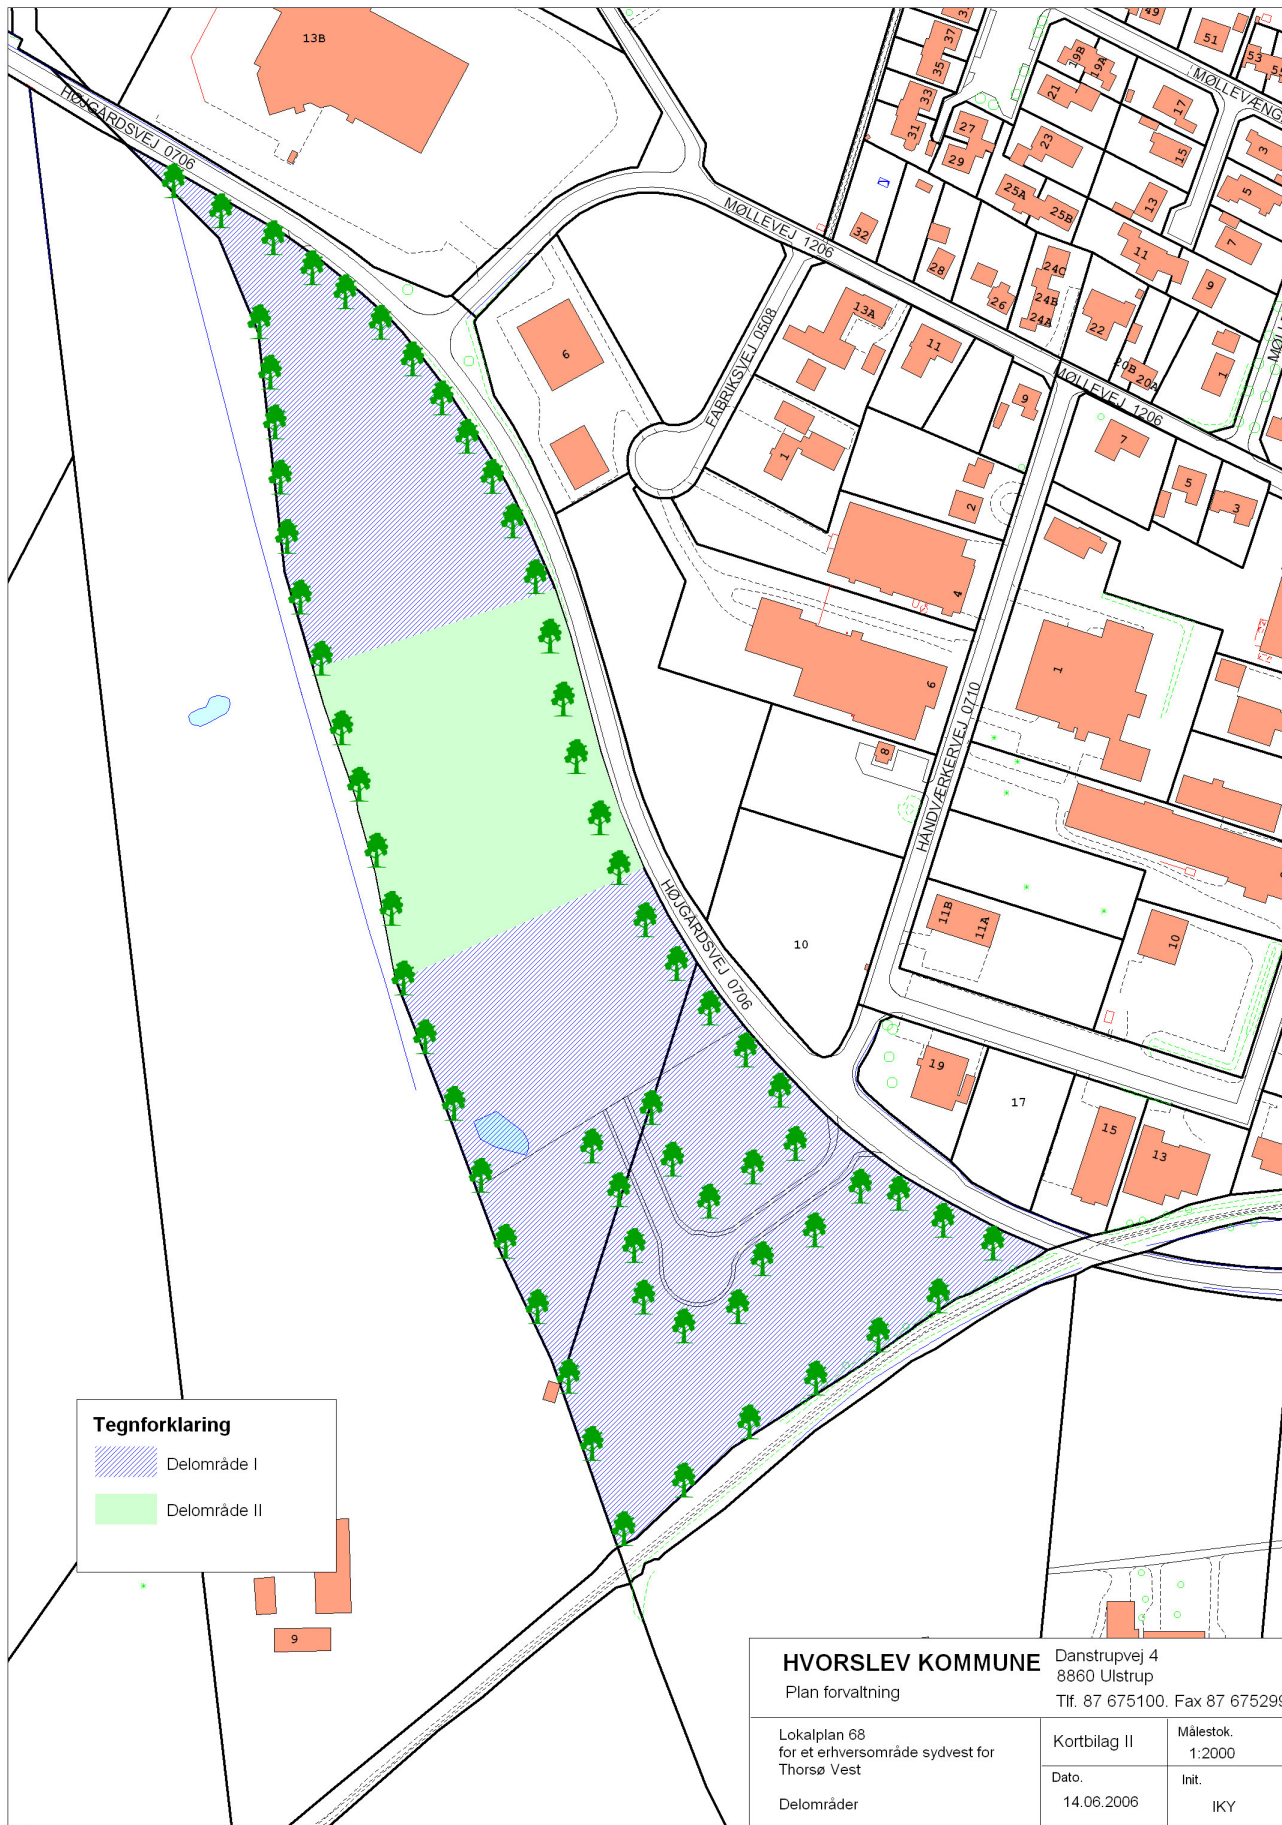 13B
HØJGÅRDSVEJ 0706
MØLLEVEJ 1206
37
35
33
31
27
29
49
51
53
19B
19A
21
17
23
15
3
5
25A
25B
13
7
11
9
32
28
26
24C
24B
24A
22
20B
20A
1
MØLLEVÆNG
6
FABRIKSVEJ 0508
13A
11
9
1
MØLLEVEJ 1206
7
5
3
2
4
6
8
1
HÅNDVÆRKERVEJ 0710
HØJGÅRDSVEJ 0706
10
11B
11A
10
19
17
15
13
9
Tegnforklaring
Delområde I
Delområde II
HVORSLEV KOMMUNE
Plan forvaltning
Danstrupvej 4
8860 Ulstrup
Tlf. 87 675100. Fax 87 675299
Lokalplan 68
for et erhversområde sydvest for
Thorsø Vest
Delområder
Kortbilag II
Målestok.
1:2000
Dato.
14.06.2006
Init.
IKY